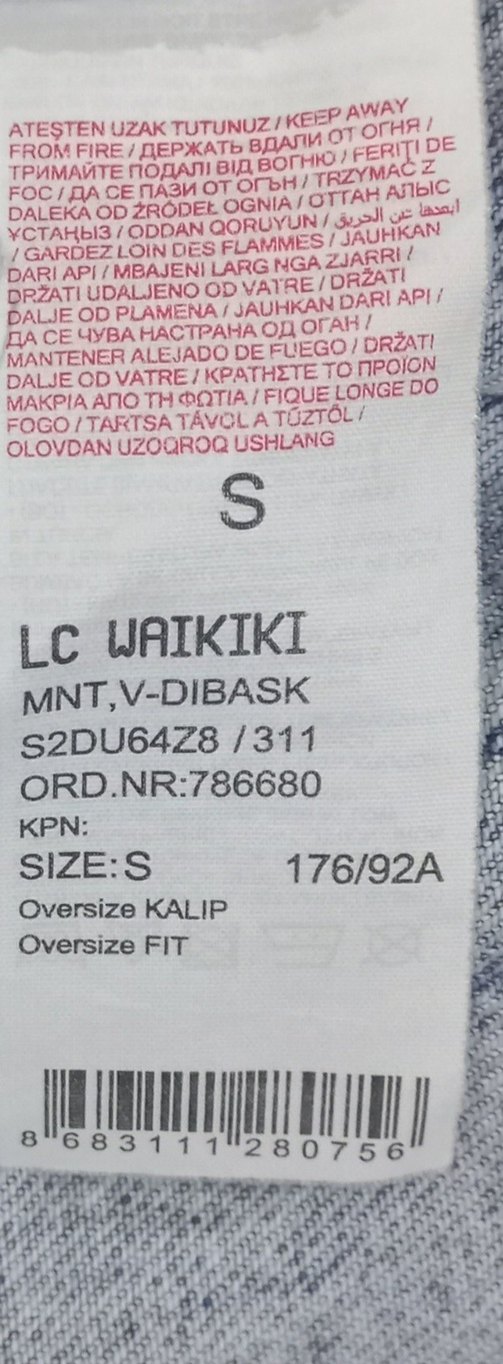 ATEŞTEN UZAK TUTUNUZ / KEEP AWAY
FROM FIRE / ДЕРЖАТЬ ВДАЛИ ОТ ОГНЯ /
ТРИМАЙТЕ ПОДАЛІ ВІД ВОГНЮ / FERIȚI DE
FOC / ДА СЕ ПАЗИ ОТ ОГЪН / TRZYMAĆ Z
DALEKA OD ŹRÓDEŁ OGNIA / ОТТАН АЛЫС
ҰСТАҢЫЗ / ODDAN QORUYUN / ابعدها عن الحريق
/ GARDEZ LOIN DES FLAMMES / JAUHKAN
DARI API / MBAJENI LARG NGA ZJARRI /
DRŽATI UDALJENO OD VATRE / DRŽATI
DALJE OD PLAMENA / JAUHKAN DARI API /
ДА СЕ ЧУВА НАСТРАНА ОД ОГАН /
MANTENER ALEJADO DE FUEGO / DRŽATI
DALJE OD VATRE / ΚΡΑΤΗΣΤΕ ΤΟ ΠΡΟΪΟΝ
ΜΑΚΡΙΑ ΑΠΟ ΤΗ ΦΩΤΙΑ / FIQUE LONGE DO
FOGO / TARTSA TÁVOL A TŰZTŐL /
OLOVDAN UZOQROQ USHLANG
S
LC WAIKIKI
MNT,V-DIBASK
S2DU64Z8 /311
ORD.NR:786680
KPN:
SIZE:S 176/92A
Oversize KALIP
Oversize FIT
8 683111 280756